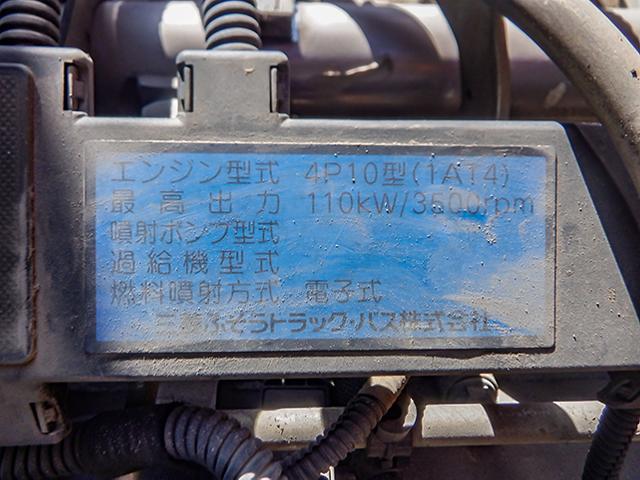 エンジン型式 4P10型(1A14)
最高出力 110kW/3500rpm
噴射ポンプ型式
過給機型式
燃料噴射方式 電子式
三菱ふそうトラック・バス株式会社